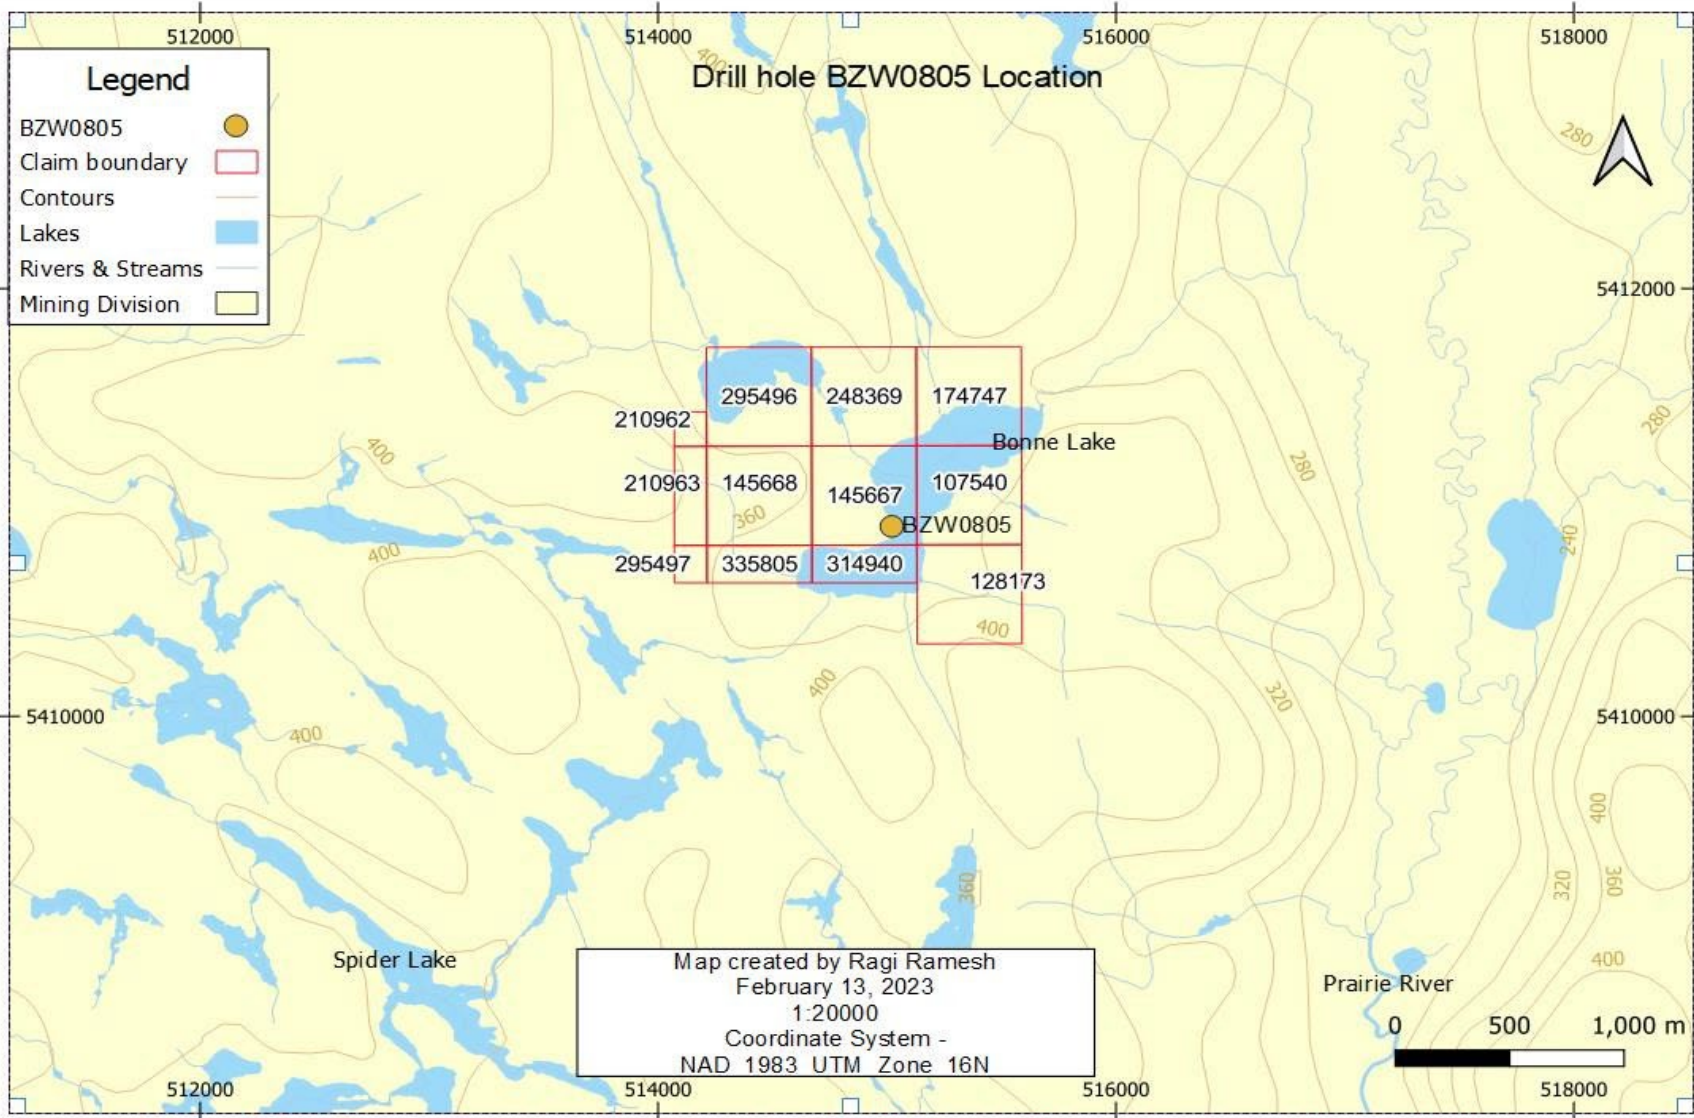 512000
514000
516000
518000
Drill hole BZW0805 Location
Legend
BZW0805
Claim boundary
Contours
Lakes
Rivers & Streams
Mining Division
400
280
5412000
295496
248369
174747
210962
Bonne Lake
400
280
280
210963
145668
145667
107540
360
BZW0805
240
400
295497
335805
314940
128173
400
400
320
5410000
5410000
400
400
360
320
360
Spider Lake
400
Prairie River
Map created by Ragi Ramesh
February 13, 2023
1:20000
Coordinate System -
NAD 1983 UTM Zone 16N
0 500 1,000 m
512000
514000
516000
518000